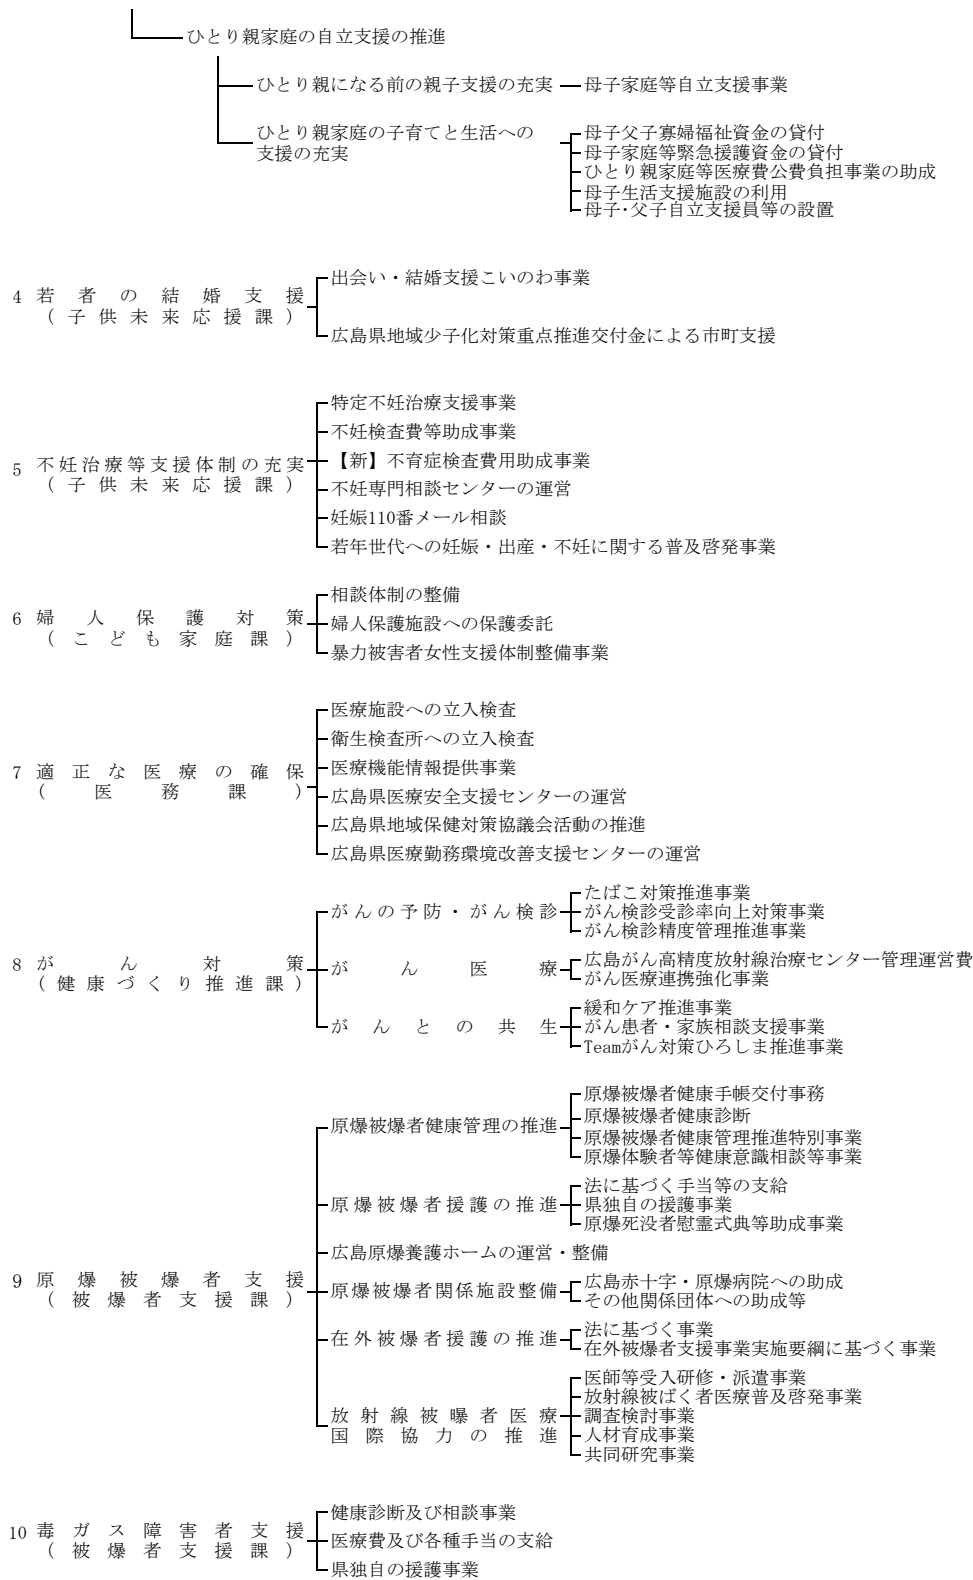 ひとり親家庭の自立支援の推進
ひとり親になる前の親子支援の充実
母子家庭等自立支援事業
ひとり親家庭の子育てと生活への
支援の充実
母子父子寡婦福祉資金の貸付
母子家庭等緊急援護資金の貸付
ひとり親家庭等医療費公費負担事業の助成
母子生活支援施設の利用
母子・父子自立支援員等の設置
4 若者の結婚支援
(子供未来応援課)
出会い・結婚支援こいのわ事業
広島県地域少子化対策重点推進交付金による市町支援
5 不妊治療等支援体制の充実
(子供未来応援課)
特定不妊治療支援事業
不妊検査費等助成事業
【新】不育症検査費用助成事業
不妊専門相談センターの運営
妊娠110番メール相談
若年世代への妊娠・出産・不妊に関する普及啓発事業
6 婦人保護対策
(こども家庭課)
相談体制の整備
婦人保護施設への保護委託
暴力被害者女性支援体制整備事業
7 適正な医療の確保
(医務課)
医療施設への立入検査
衛生検査所への立入検査
医療機能情報提供事業
広島県医療安全支援センターの運営
広島県地域保健対策協議会活動の推進
広島県医療勤務環境改善支援センターの運営
8 がん対策
(健康づくり推進課)
がんの予防・がん検診
たばこ対策推進事業
がん検診受診率向上対策事業
がん検診精度管理推進事業
がん医療
広島がん高精度放射線治療センター管理運営費
がん医療連携強化事業
がんとの共生
緩和ケア推進事業
がん患者・家族相談支援事業
Teamがん対策ひろしま推進事業
9 原爆被爆者支援
(被爆者支援課)
原爆被爆者健康管理の推進
原爆被爆者健康手帳交付事務
原爆被爆者健康診断
原爆被爆者健康管理推進特別事業
原爆体験者等健康意識相談等事業
原爆被爆者援護の推進
法に基づく手当等の支給
県独自の援護事業
原爆死没者慰霊式典等助成事業
広島原爆養護ホームの運営・整備
原爆被爆者関係施設整備
広島赤十字・原爆病院への助成
その他関係団体への助成等
在外被爆者援護の推進
法に基づく事業
在外被爆者支援事業実施要綱に基づく事業
放射線被曝者医療
国際協力の推進
医師等受入研修・派遣事業
放射線被ばく者医療普及啓発事業
調査検討事業
人材育成事業
共同研究事業
10 毒ガス障害者支援
(被爆者支援課)
健康診断及び相談事業
医療費及び各種手当の支給
県独自の援護事業